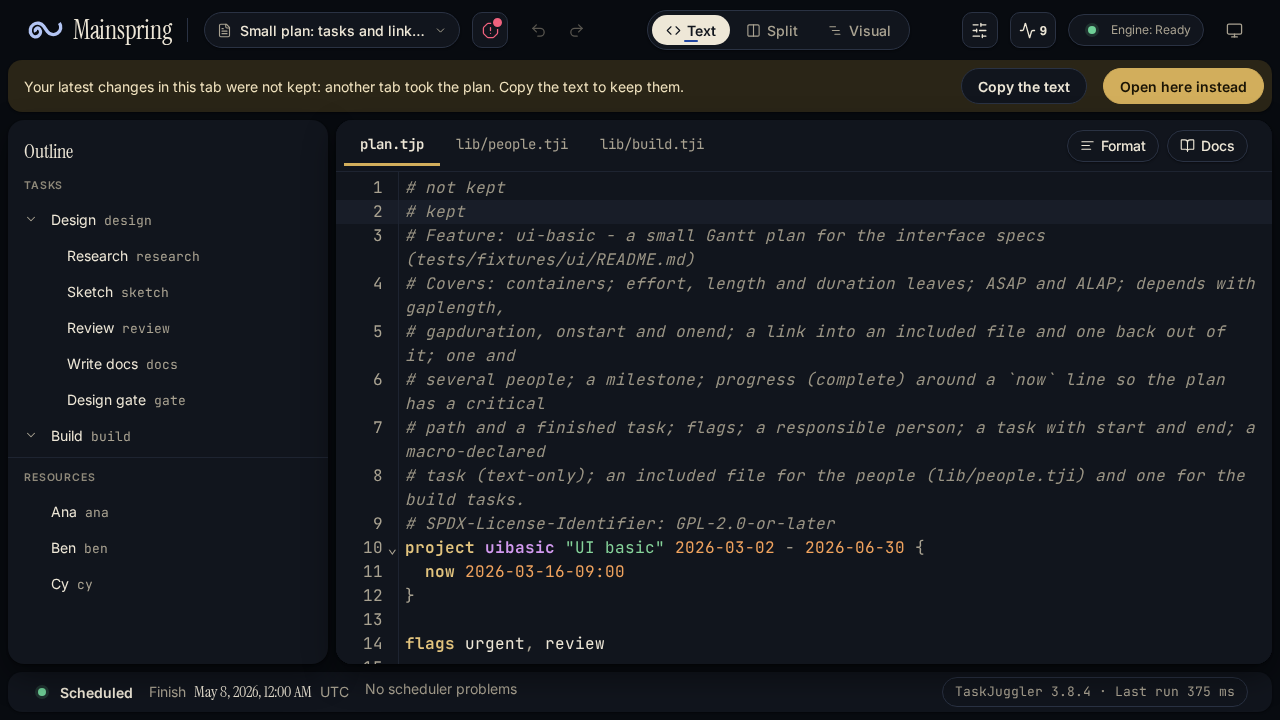 Mainspring
Small plan: tasks and link...
Text
Split
Visual
9
Engine: Ready
Your latest changes in this tab were not kept: another tab took the plan. Copy the text to keep them.
Copy the text
Open here instead
Outline
TASKS
Design design
Research research
Sketch sketch
Review review
Write docs docs
Design gate gate
Build build
RESOURCES
Ana ana
Ben ben
Cy cy
plan.tjp
lib/people.tji
lib/build.tji
Format
Docs
1 # not kept
2 # kept
3 # Feature: ui-basic - a small Gantt plan for the interface specs
(tests/fixtures/ui/README.md)
4 # Covers: containers; effort, length and duration leaves; ASAP and ALAP; depends with
gaplength,
5 # gapduration, onstart and onend; a link into an included file and one back out of
it; one and
6 # several people; a milestone; progress (complete) around a `now` line so the plan
has a critical
7 # path and a finished task; flags; a responsible person; a task with start and end; a
macro-declared
8 # task (text-only); an included file for the people (lib/people.tji) and one for the
build tasks.
9 # SPDX-License-Identifier: GPL-2.0-or-later
10 project uibasic "UI basic" 2026-03-02 - 2026-06-30 {
11 now 2026-03-16-09:00
12 }
13
14 flags urgent, review
15
Scheduled
Finish May 8, 2026, 12:00 AM UTC
No scheduler problems
TaskJuggler 3.8.4 · Last run 375 ms